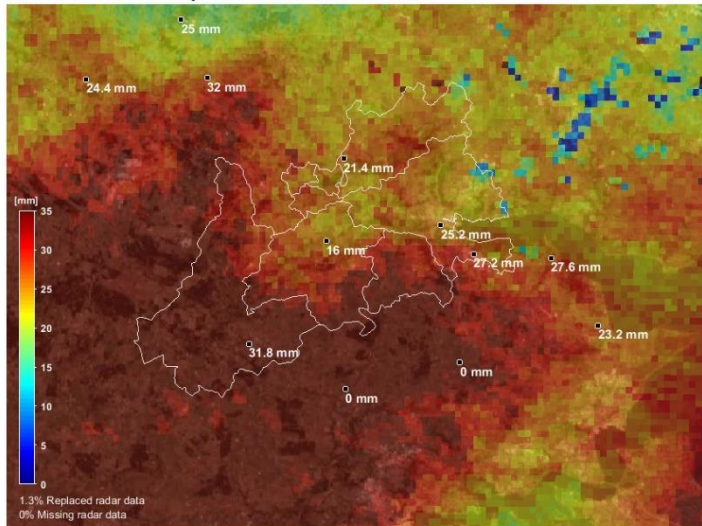 25 mm
24.4 mm
32 mm
21.4 mm
25.2 mm
16 mm
27.2 mm
27.6 mm
23.2 mm
31.8 mm
0 mm
0 mm
[mm]
35
30
25
20
15
10
5
0
1.3% Replaced radar data
0% Missing radar data